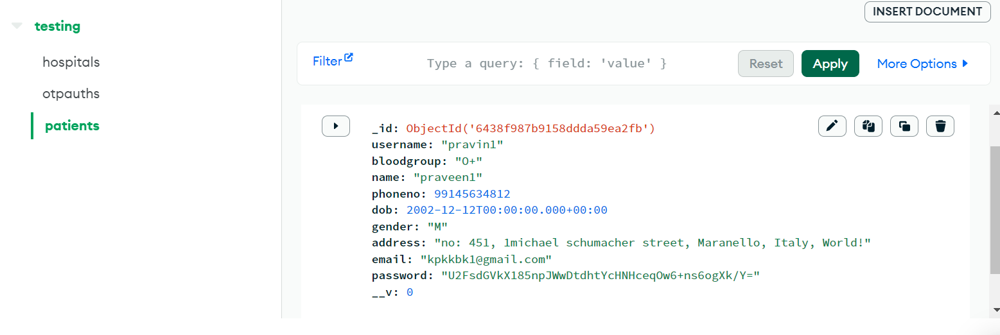 INSERT DOCUMENT
testing
hospitals
otpauths
patients
Filter
Type a query: { field: 'value' }
Reset
Apply
More Options
_id: ObjectId('6438f987b9158ddda59ea2fb')
username: "pravin1"
bloodgroup: "O+"
name: "praveen1"
phoneno: 99145634812
dob: 2002-12-12T00:00:00.000+00:00
gender: "M"
address: "no: 451, 1michael schumacher street, Maranello, Italy, World!"
email: "kpkkbk1@gmail.com"
password: "U2FsdGVkX185npJWwDtdhtYcHNHceqOw6+ns6ogXk/Y="
__v: 0